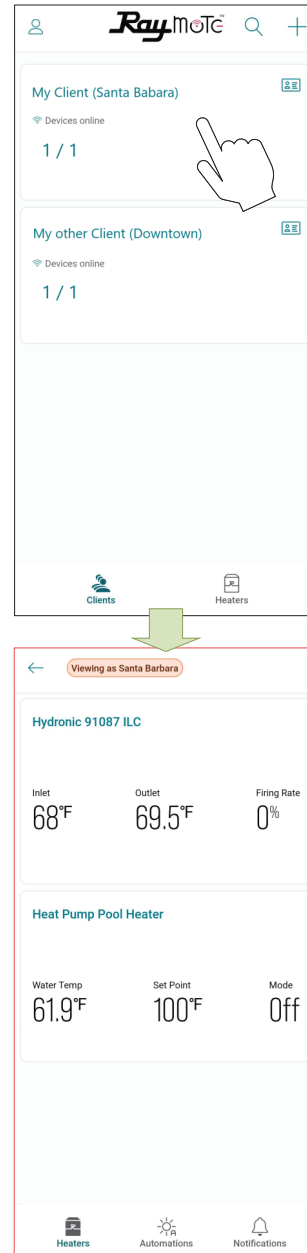 Raymote™
My Client (Santa Babara)
Devices online
1 / 1
My other Client (Downtown)
Devices online
1 / 1
Clients Heaters
Viewing as Santa Barbara
Hydronic 91087 ILC
Inlet Outlet Firing Rate
68°F 69.5°F 0%
Heat Pump Pool Heater
Water Temp Set Point Mode
61.9°F 100°F Off
Heaters Automations Notifications